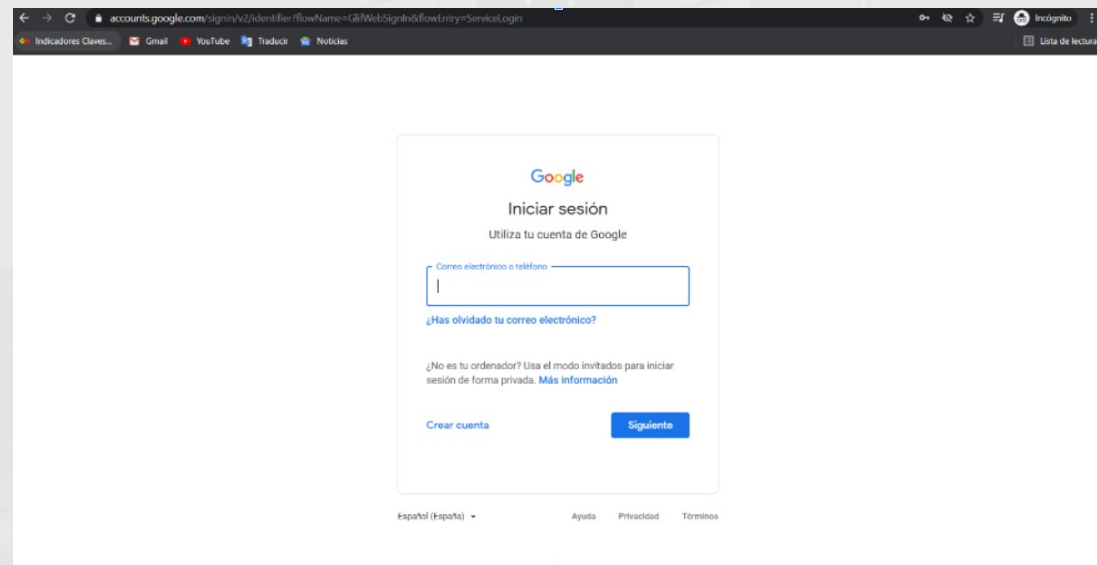 accounts.google.com/signin/v2/identifier?flowName=GlifWebSignIn&flowEntry=ServiceLogin
Incógnito
Indicadores Claves... Gmail YouTube Traducir Noticias
Lista de lectura
Google
Iniciar sesión
Utiliza tu cuenta de Google
Correo electrónico o teléfono
¿Has olvidado tu correo electrónico?
¿No es tu ordenador? Usa el modo invitados para iniciar
sesión de forma privada. Más información
Crear cuenta
Siguiente
Español (España)
Ayuda Privacidad Términos